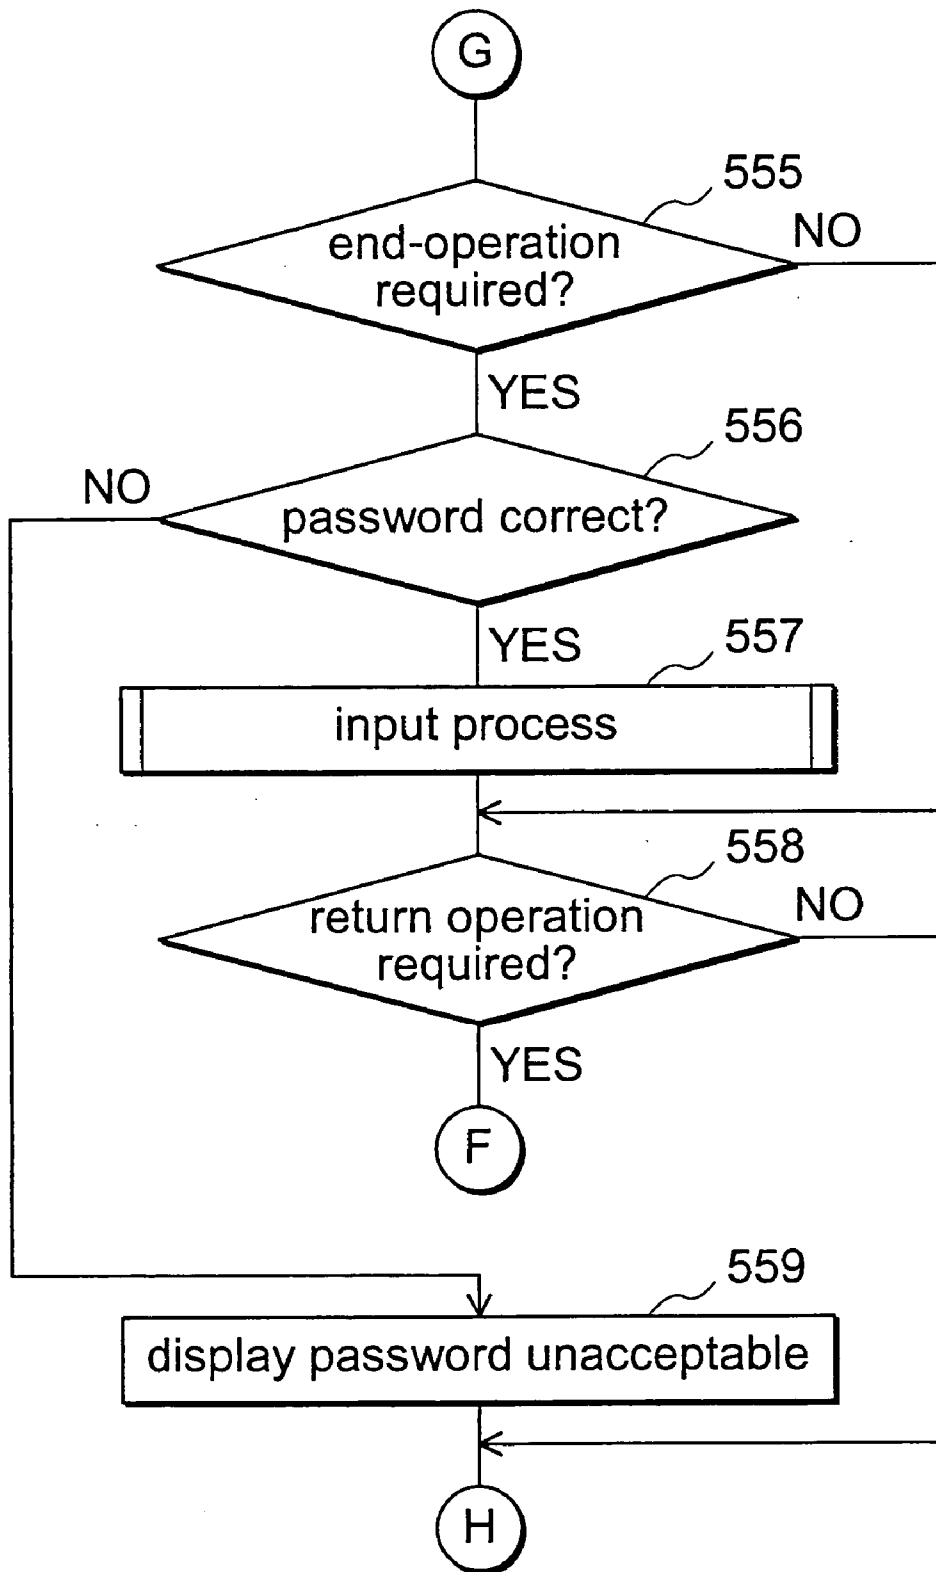 G
555
end-operation
required?
NO
YES
556
NO
password correct?
YES
557
input process
558
return operation
required?
NO
YES
F
559
display password unacceptable
H